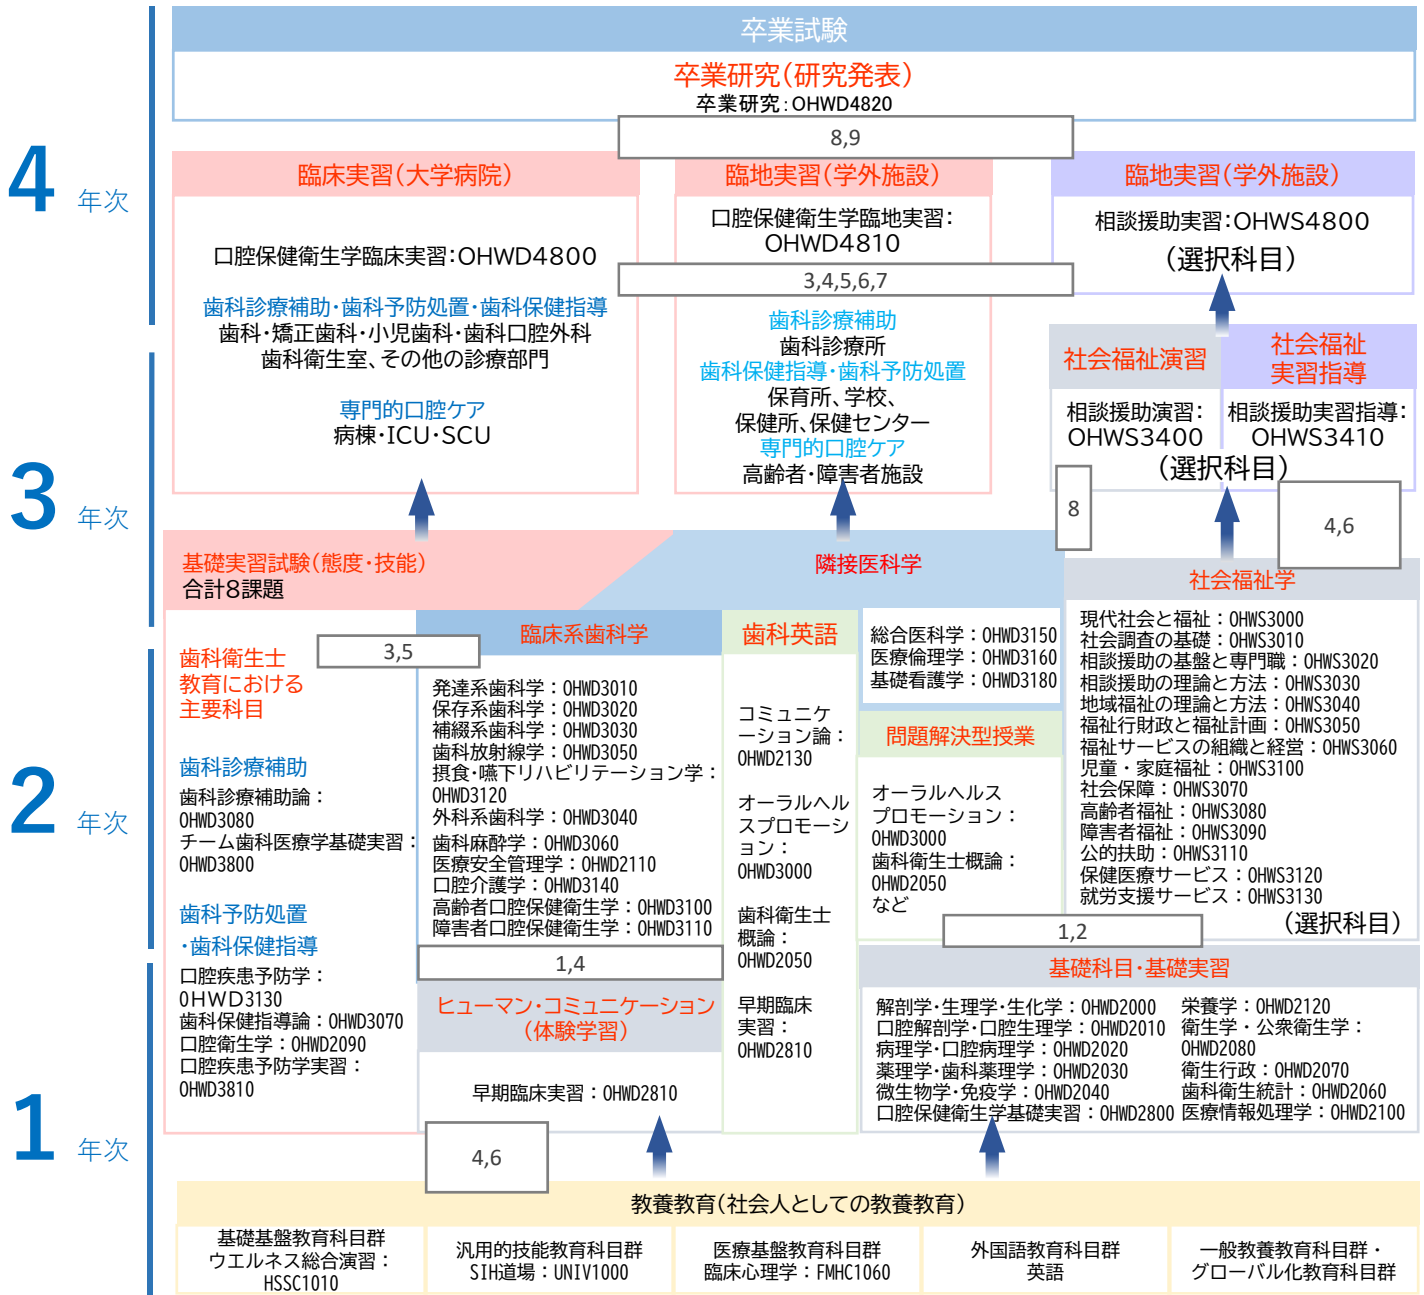 卒業試験
卒業研究(研究発表)
卒業研究:OHWD4820
8,9
4 年次
臨床実習(大学病院)
口腔保健衛生学臨床実習:OHWD4800
歯科診療補助・歯科予防処置・歯科保健指導
歯科・矯正歯科・小児歯科・歯科口腔外科
歯科衛生室、その他の診療部門
専門的口腔ケア
病棟・ICU・SCU
臨地実習(学外施設)
口腔保健衛生学臨地実習:
OHWD4810
3,4,5,6,7
歯科診療補助
歯科診療所
歯科保健指導・歯科予防処置
保育所、学校、
保健所、保健センター
専門的口腔ケア
高齢者・障害者施設
臨地実習(学外施設)
相談援助実習:OHWS4800
(選択科目)
3 年次
社会福祉演習
相談援助演習:
OHWS3400
社会福祉
実習指導
相談援助実習指導:
OHWS3410
(選択科目)
8
4,6
基礎実習試験(態度・技能)
合計8課題
隣接医科学
総合医科学:OHWD3150
医療倫理学:OHWD3160
基礎看護学:OHWD3180
社会福祉学
現代社会と福祉:OHWS3000
社会調査の基礎:OHWS3010
相談援助の基盤と専門職:OHWS3020
相談援助の理論と方法:OHWS3030
地域福祉の理論と方法:OHWS3040
福祉行財政と福祉計画:OHWS3050
福祉サービスの組織と経営:OHWS3060
児童・家庭福祉:OHWS3100
社会保障:OHWS3070
高齢者福祉:OHWS3080
障害者福祉:OHWS3090
公的扶助:OHWS3110
保健医療サービス:OHWS3120
就労支援サービス:OHWS3130
(選択科目)
2 年次
3,5
歯科衛生士
教育における
主要科目
歯科診療補助
歯科診療補助論:
OHWD3080
チーム歯科医療学基礎実習:
OHWD3800
歯科予防処置
・歯科保健指導
口腔疾患予防学:
OHWD3130
歯科保健指導論:OHWD3070
口腔衛生学:OHWD2090
口腔疾患予防学実習:
OHWD3810
臨床系歯科学
発達系歯科学:OHWD3010
保存系歯科学:OHWD3020
補綴系歯科学:OHWD3030
歯科放射線学:OHWD3050
摂食・嚥下リハビリテーション学:
OHWD3120
外科系歯科学:OHWD3040
歯科麻酔学:OHWD3060
医療安全管理学:OHWD2110
口腔介護学:OHWD3140
高齢者口腔保健衛生学:OHWD3100
障害者口腔保健衛生学:OHWD3110
歯科英語
コミュニケ
ーション論:
OHWD2130
オーラルヘル
スプロモーシ
ョン:
OHWD3000
歯科衛生士
概論:
OHWD2050
早期臨床
実習:
OHWD2810
問題解決型授業
オーラルヘルス
プロモーション:
OHWD3000
歯科衛生士概論:
OHWD2050
など
1,2
1 年次
1,4
ヒューマン・コミュニケーション
(体験学習)
早期臨床実習:OHWD2810
基礎科目・基礎実習
解剖学・生理学・生化学:OHWD2000
口腔解剖学・口腔生理学:OHWD2010
病理学・口腔病理学:OHWD2020
薬理学・歯科薬理学:OHWD2030
微生物学・免疫学:OHWD2040
口腔保健衛生学基礎実習:OHWD2800
栄養学:OHWD2120
衛生学・公衆衛生学:
OHWD2080
衛生行政:OHWD2070
歯科衛生統計:OHWD2060
医療情報処理学:OHWD2100
4,6
教養教育(社会人としての教養教育)
基礎基盤教育科目群
ウエルネス総合演習:
HSSC1010
汎用的技能教育科目群
SIH道場:UNIV1000
医療基盤教育科目群
臨床心理学:FMHC1060
外国語教育科目群
英語
一般教養教育科目群・
グローバル化教育科目群